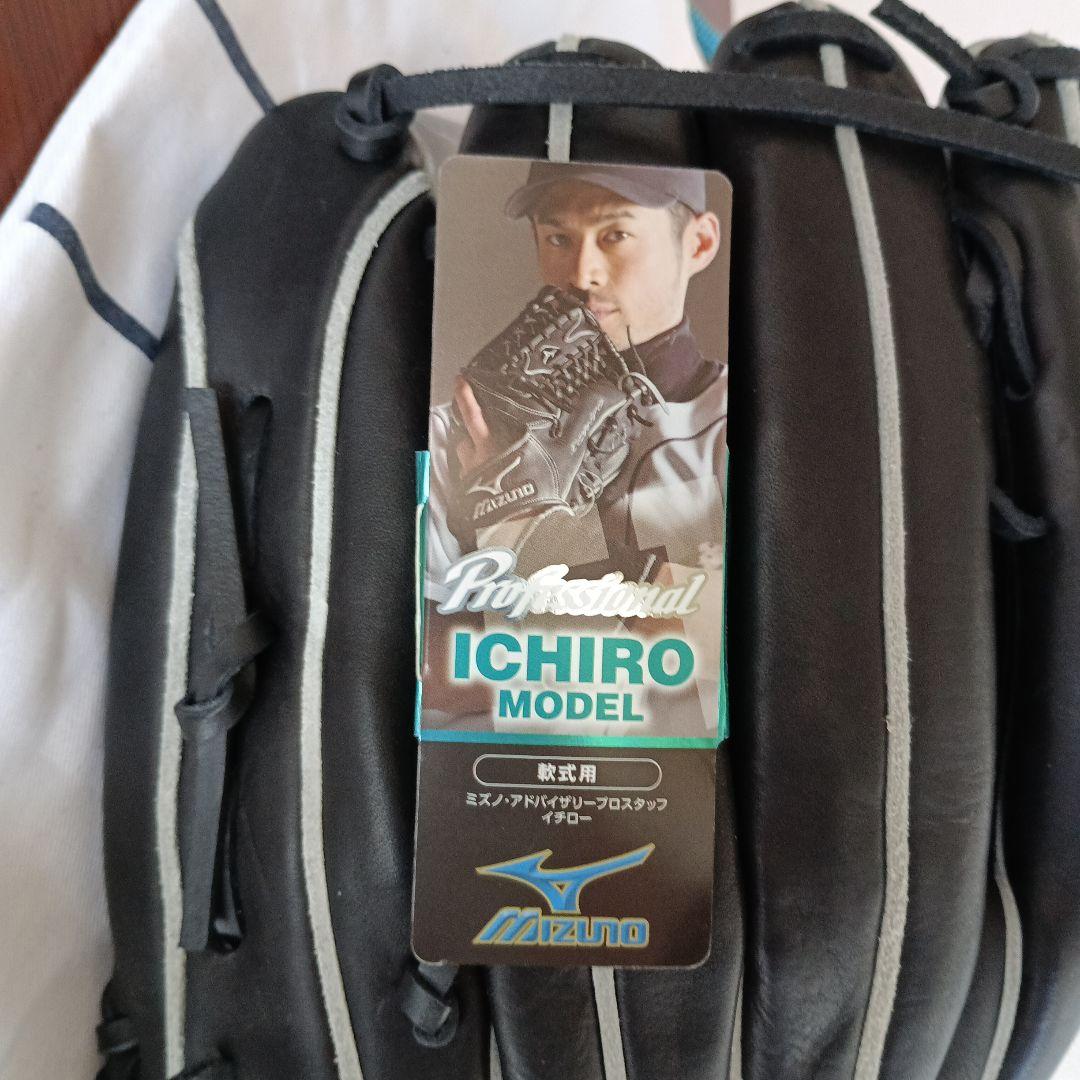 MIZUNO
Professional
ICHIRO
MODEL
軟式用
ミズノ・アドバイザリープロスタッフ
イチロー
MIZUNO